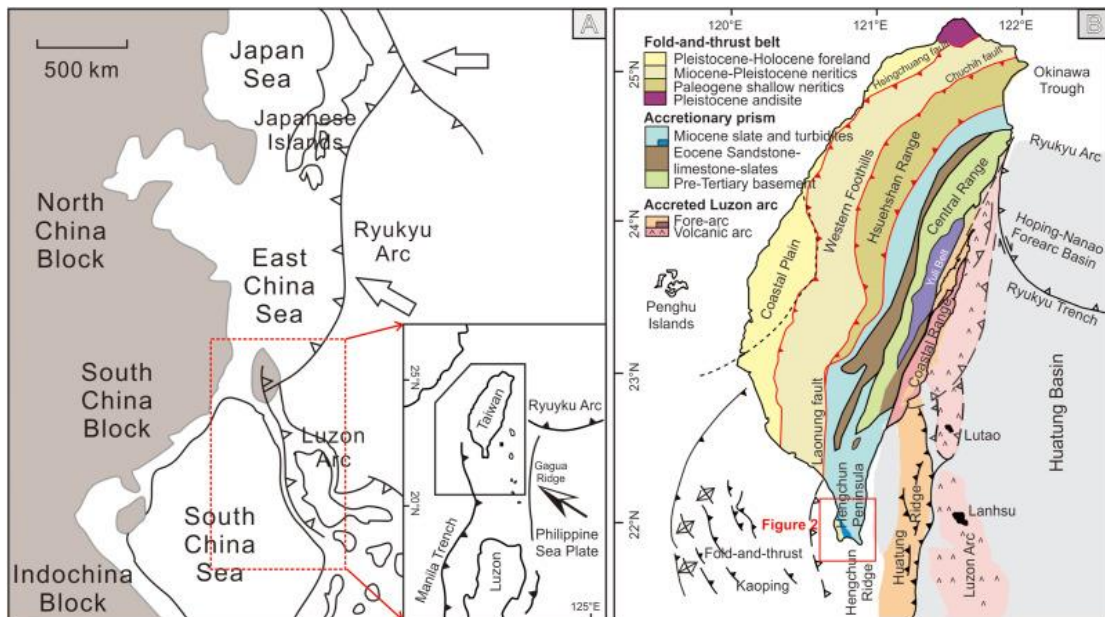 A
500 km
Japan
Sea
Japanese
Islands
North
China
Block
Ryukyu
Arc
East
China
Sea
South
China
Block
Luzon
Arc
South
China
Sea
Indochina
Block
25°N
20°N
125°E
Taiwan
Ryuyku Arc
Gagua
Ridge
Philippine
Sea Plate
Manila Trench
Luzon
B
120°E
121°E
122°E
25°N
24°N
23°N
22°N
Fold-and-thrust belt
Pleistocene-Holocene foreland
Miocene-Pleistocene neritics
Paleogene shallow neritics
Pleistocene andisite
Accretionary prism
Miocene slate and turbidites
Eocene Sandstone-
limestone-slates
Pre-Tertiary basement
Accreted Luzon arc
Fore-arc
Volcanic arc
Hsingchuang fault
Chuchih fault
Okinawa
Trough
Ryukyu Arc
Hoping-Nanao
Forearc Basin
Ryukyu Trench
Penghu
Islands
Coastal Plain
Western Foothills
Hsuehshan Range
Central Range
Yuli Belt
Coastal Range
Laonung fault
Huatung Basin
Lutao
Lanhsu
Luzon Arc
Huatung
Ridge
Hengchun
Peninsula
Hengchun
Ridge
Figure 2
Fold-and-thrust
Kaoping